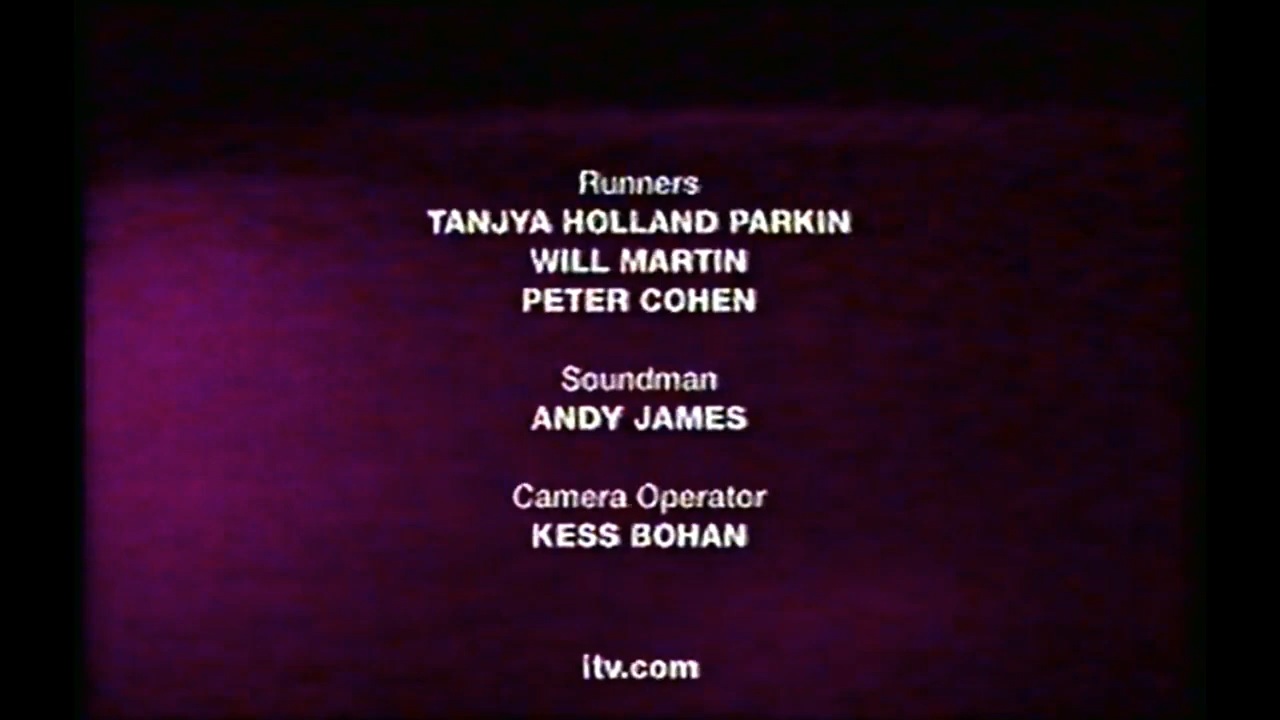 Runners
TANJYA HOLLAND PARKIN
WILL MARTIN
PETER COHEN
Soundman
ANDY JAMES
Camera Operator
KESS BOHAN
itv.com